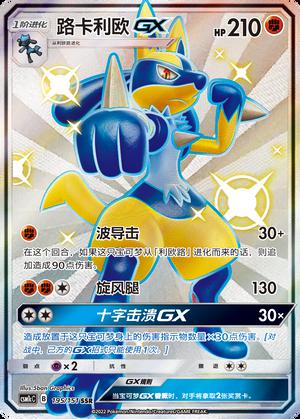 1阶进化
路卡利欧GX
HP210
从利欧路进化
波导击 30+
在这个回合，如果这只宝可梦从「利欧路」进化而来的话，则追
加造成90点伤害。
旋风腿 130
十字击溃GX 30×
造成放置于这只宝可梦身上的伤害指示物数量×30点伤害。[对
战中，己方的GX招式只能使用1次。]
×2
Illus.5ban Graphics
CSM1cC B 195/151 SSR
GX规则
当宝可梦GX昏厥时，对手将拿取2张奖赏卡。
©2022 Pokémon/Nintendo/Creatures/GAME FREAK.